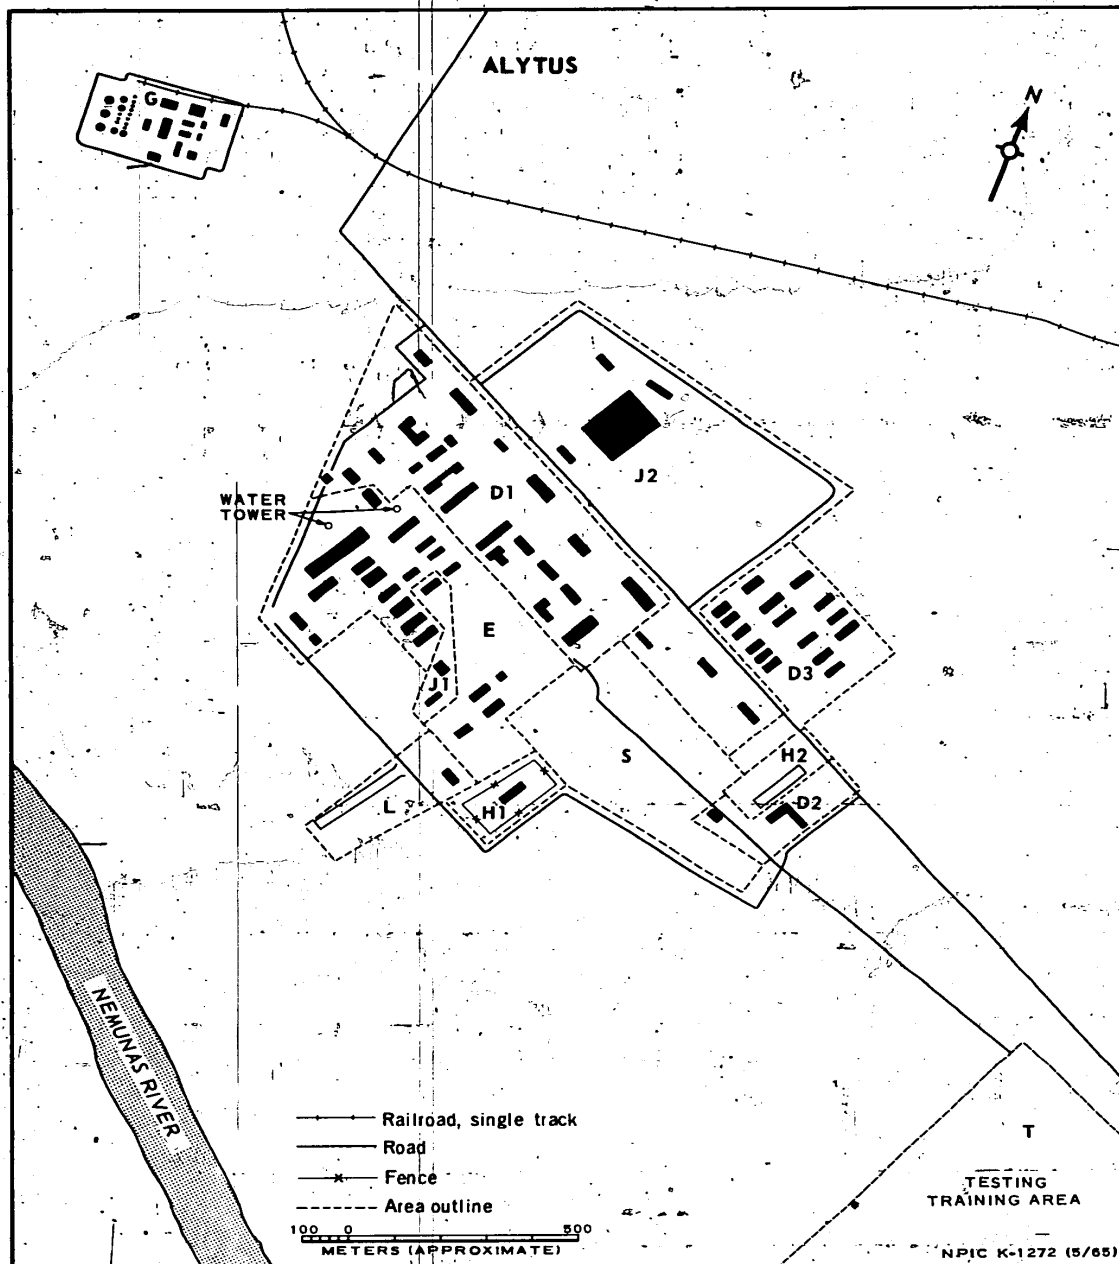 ALYTUS
N
G
J2
D1
WATER
TOWER
E
D3
J1
H2
S
D2
L
H1
NEMUNAS RIVER
Railroad, single track
Road
Fence
Area outline
T
TESTING
TRAINING AREA
100 0 500
METERS (APPROXIMATE)
NPIC K-1272 (5/65)